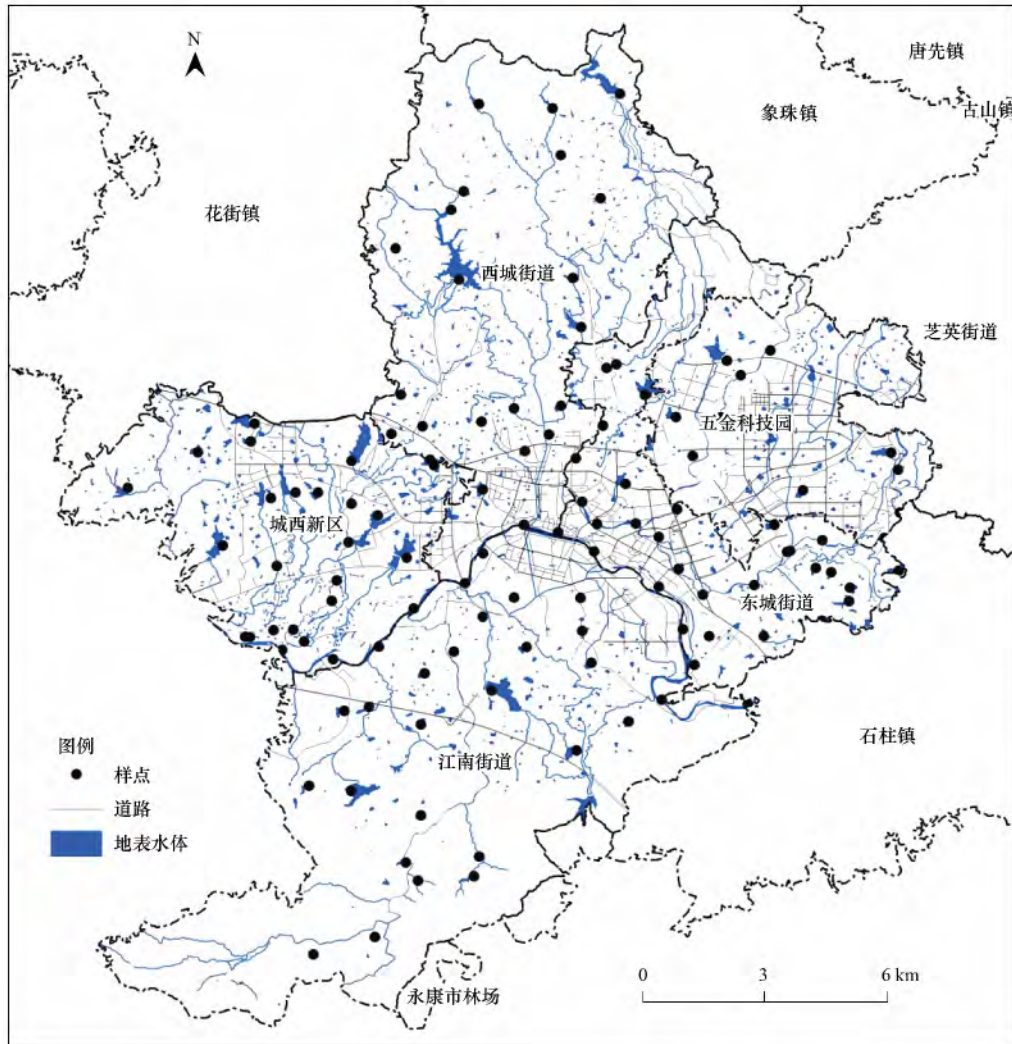 N
唐先镇
象珠镇
古山镇
花街镇
西城街道
芝英街道
五金科技园
城西新区
东城街道
石柱镇
江南街道
图例
样点
道路
地表水体
0 3 6 km
永康市林场